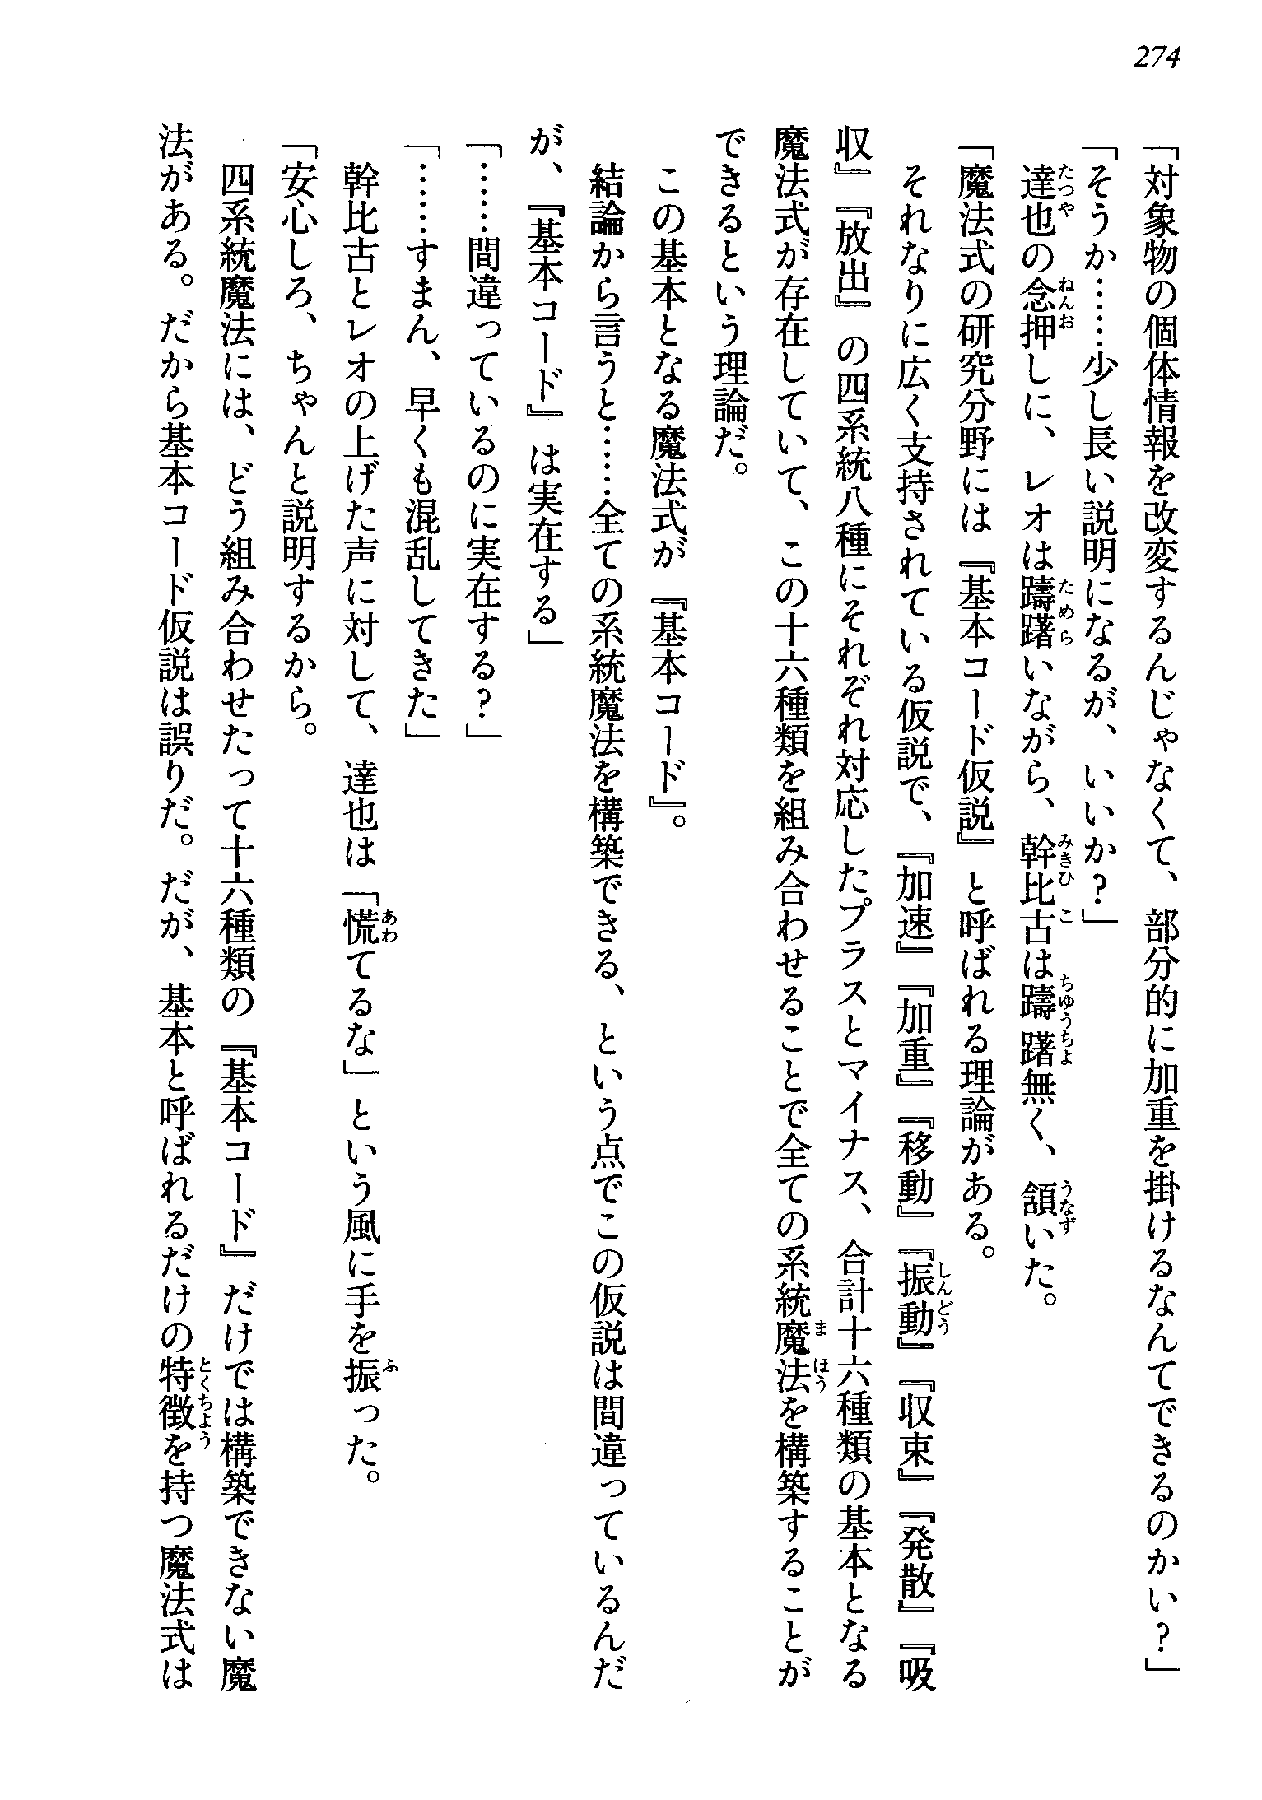 274
「対象物の個体情報を改変するんじゃなくて、部分的に加重を掛けるなんてできるのかい？」
「そうか……少し長い説明になるが、いいか？」
達也の念押しに、レオは躊躇いながら、幹比古は躊躇無く、頷いた。
「魔法式の研究分野には『基本コード仮説』と呼ばれる理論がある。
それなりに広く支持されている仮説で、『加速』『加重』『移動』『振動』『収束』『発散』『吸
収』『放出』の四系統八種にそれぞれ対応したプラスとマイナス、合計十六種類の基本となる
魔法式が存在していて、この十六種類を組み合わせることで全ての系統魔法を構築することが
できるという理論だ。
この基本となる魔法式が『基本コード』。
結論から言うと……全ての系統魔法を構築できる、という点でこの仮説は間違っているんだ
が、『基本コード』は実在する」
「……間違っているのに実在する？」
「……すまん、早くも混乱してきた」
幹比古とレオの上げた声に対して、達也は「慌てるな」という風に手を振った。
「安心しろ、ちゃんと説明するから。
四系統魔法には、どう組み合わせたって十六種類の『基本コード』だけでは構築できない魔
法がある。だから基本コード仮説は誤りだ。だが、基本と呼ばれるだけの特徴を持つ魔法式は